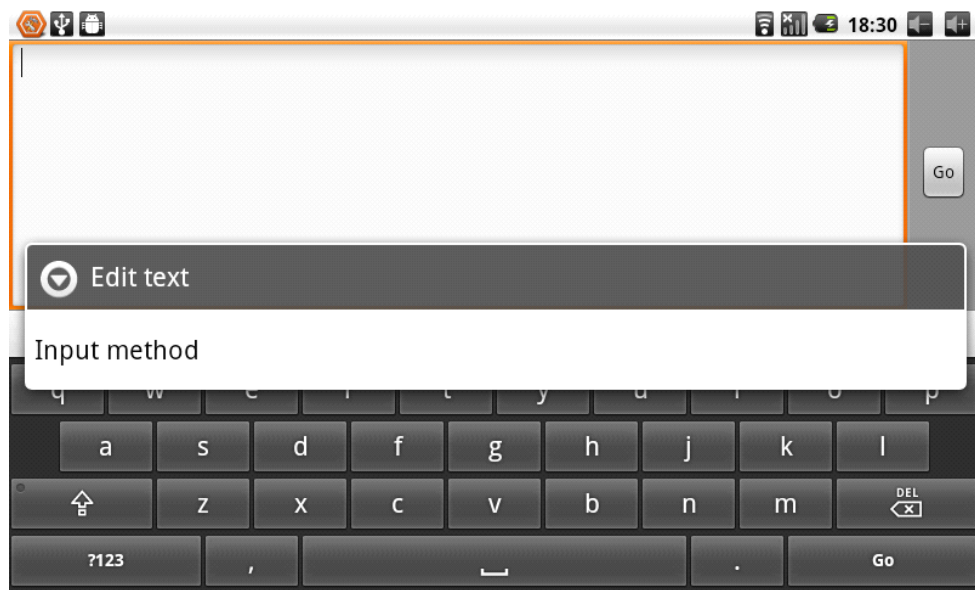 18:30
Go
Edit text
Input method
q w e r t y u i o p
a s d f g h j k l
z x c v b n m DEL
?123 , . Go